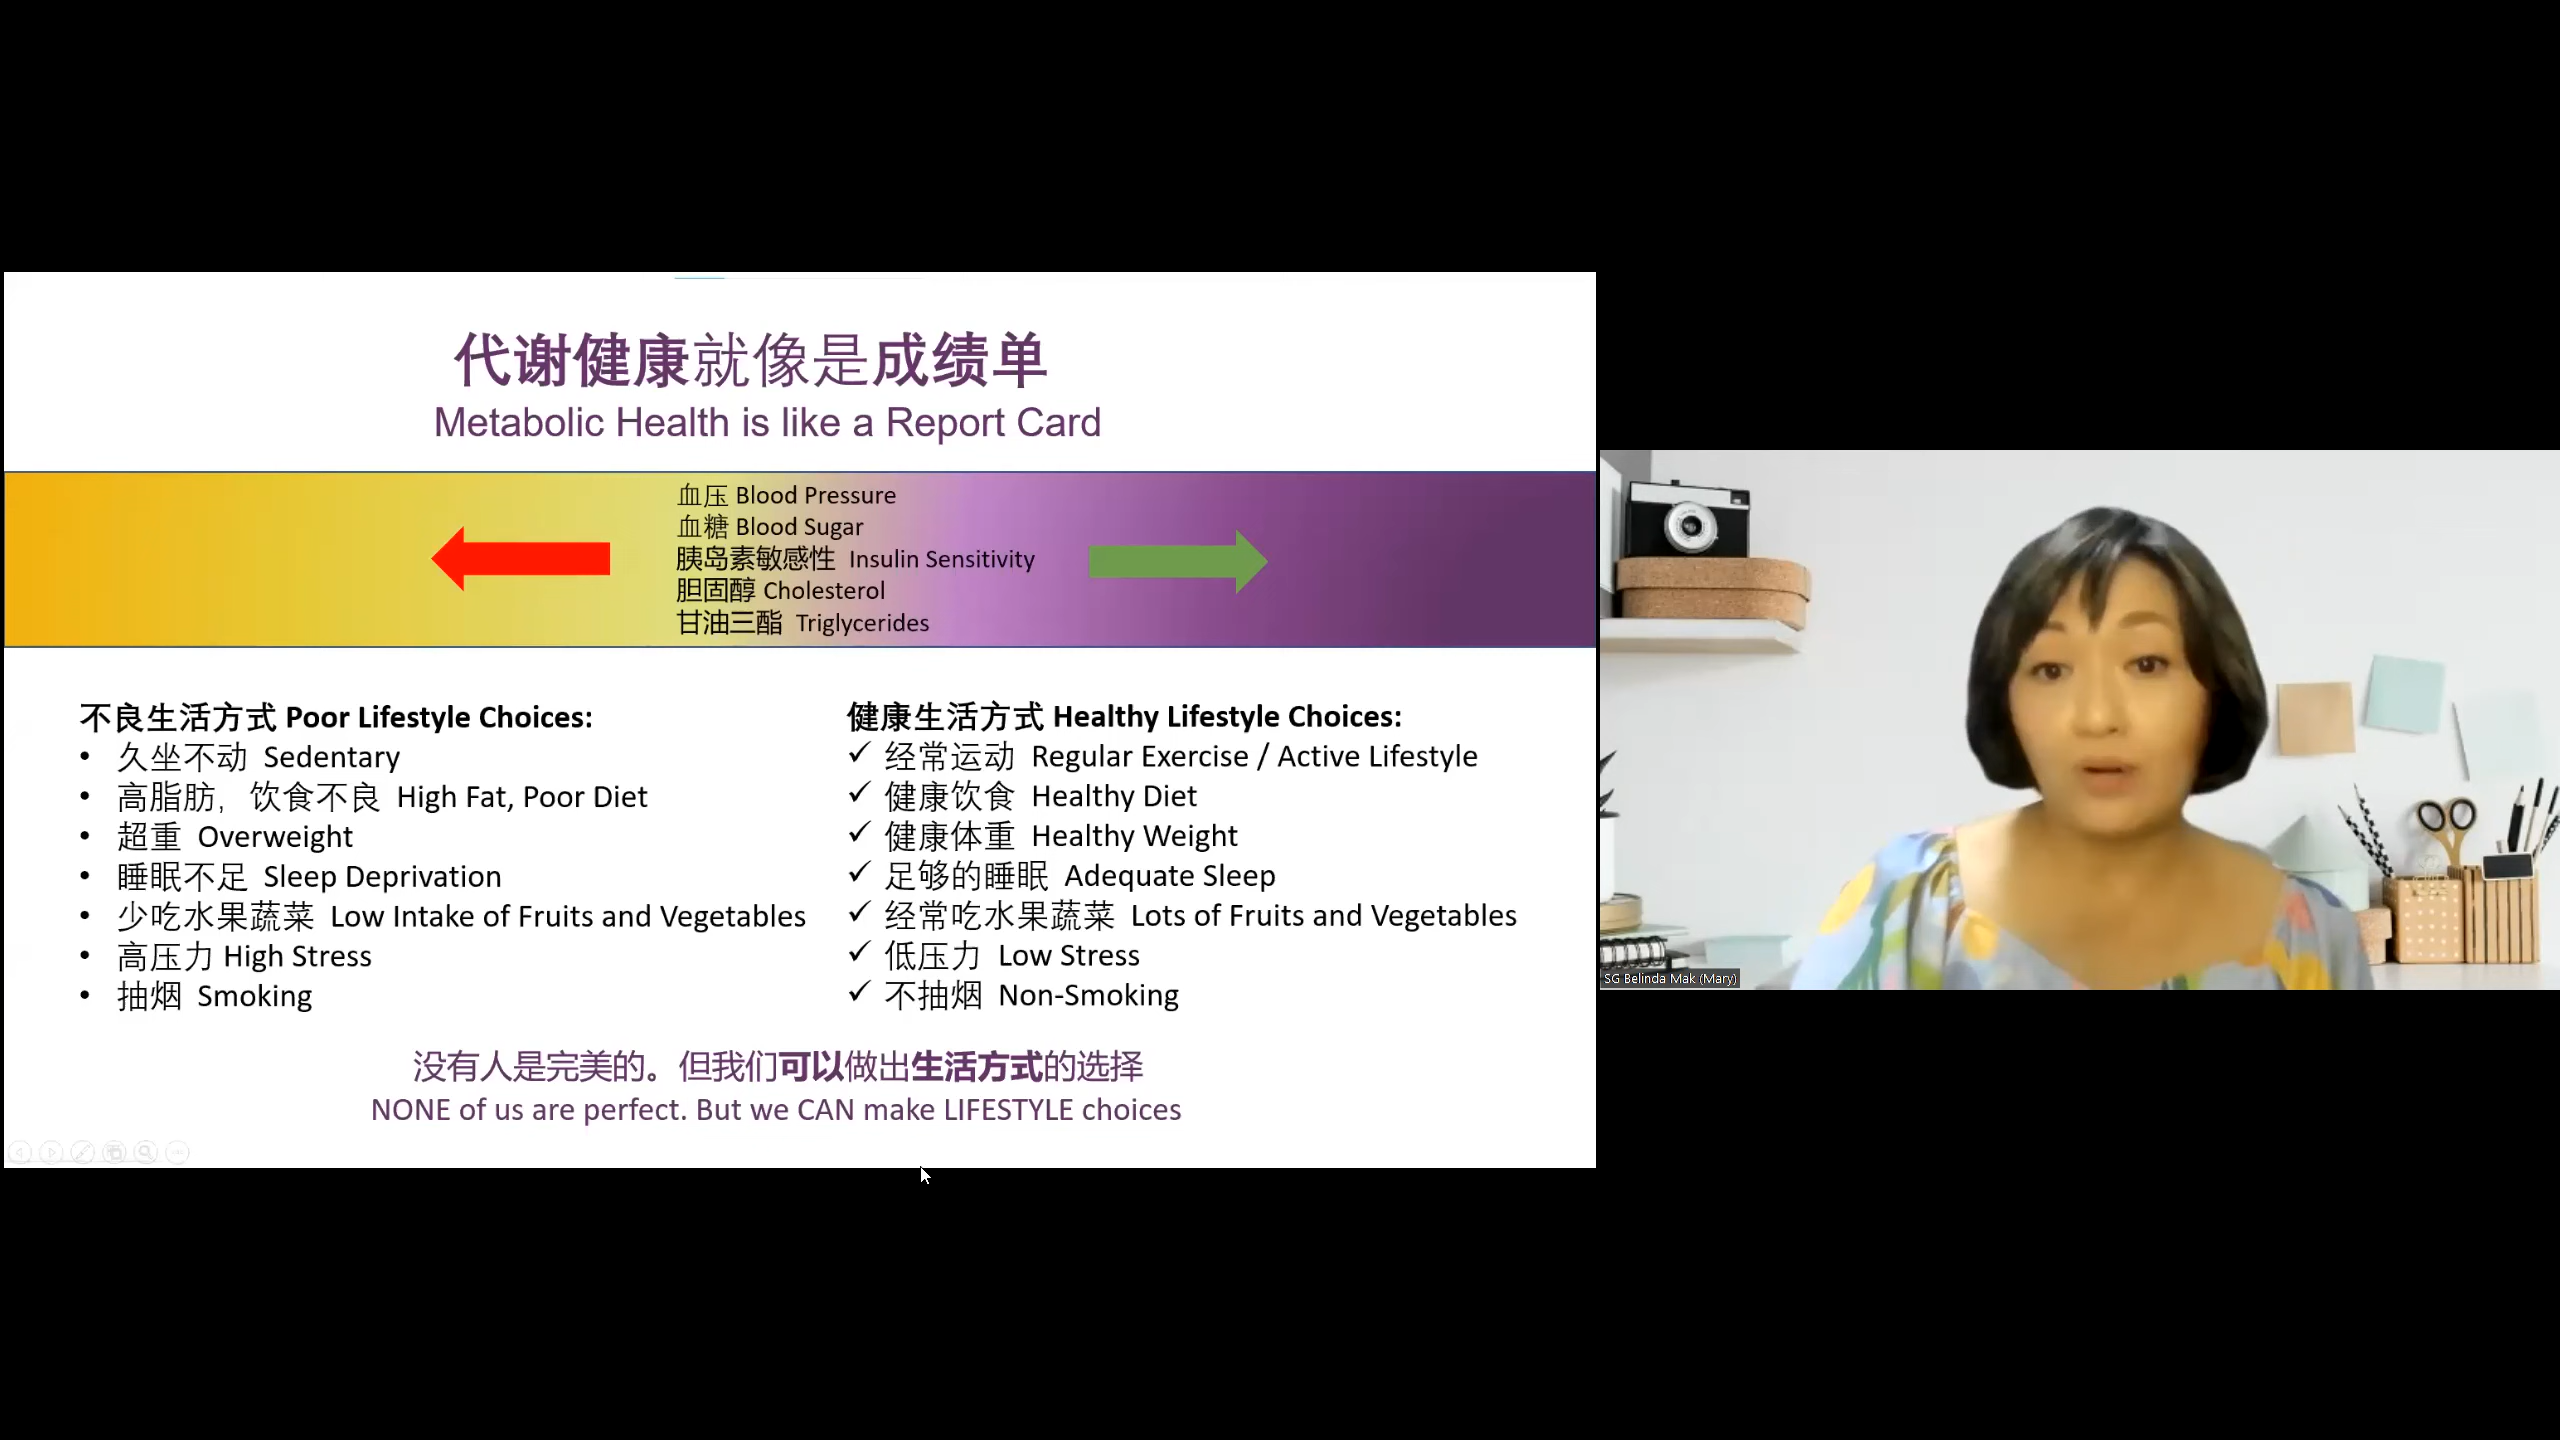 代谢健康就像是成绩单
Metabolic Health is like a Report Card
血压 Blood Pressure
血糖 Blood Sugar
胰岛素敏感性 Insulin Sensitivity
胆固醇 Cholesterol
甘油三酯 Triglycerides
不良生活方式 Poor Lifestyle Choices:
• 久坐不动 Sedentary
• 高脂肪，饮食不良 High Fat, Poor Diet
• 超重 Overweight
• 睡眠不足 Sleep Deprivation
• 少吃水果蔬菜 Low Intake of Fruits and Vegetables
• 高压力 High Stress
• 抽烟 Smoking
健康生活方式 Healthy Lifestyle Choices:
✓ 经常运动 Regular Exercise / Active Lifestyle
✓ 健康饮食 Healthy Diet
✓ 健康体重 Healthy Weight
✓ 足够的睡眠 Adequate Sleep
✓ 经常吃水果蔬菜 Lots of Fruits and Vegetables
✓ 低压力 Low Stress
✓ 不抽烟 Non-Smoking
没有人是完美的。但我们可以做出生活方式的选择
NONE of us are perfect. But we CAN make LIFESTYLE choices
SG Belinda Mak (Mary)